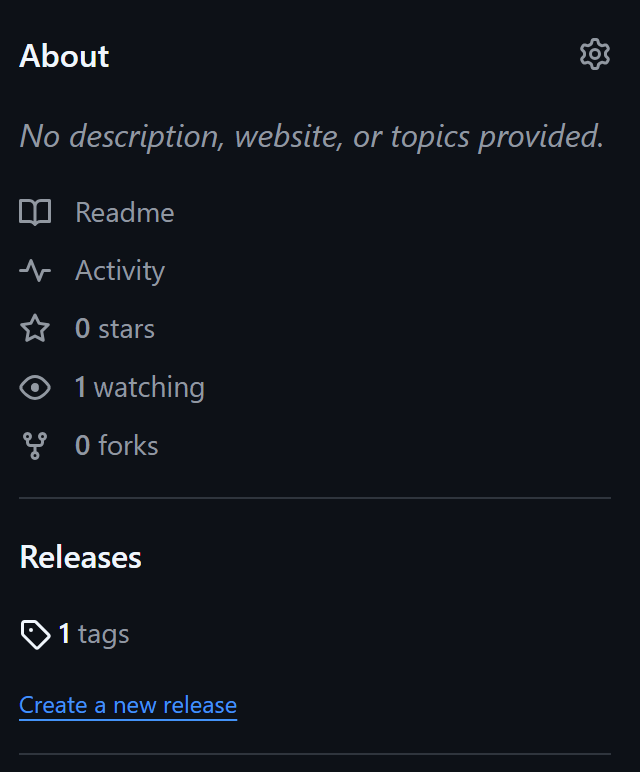 About
No description, website, or topics provided.
Readme
Activity
0 stars
1 watching
0 forks
Releases
1 tags
Create a new release